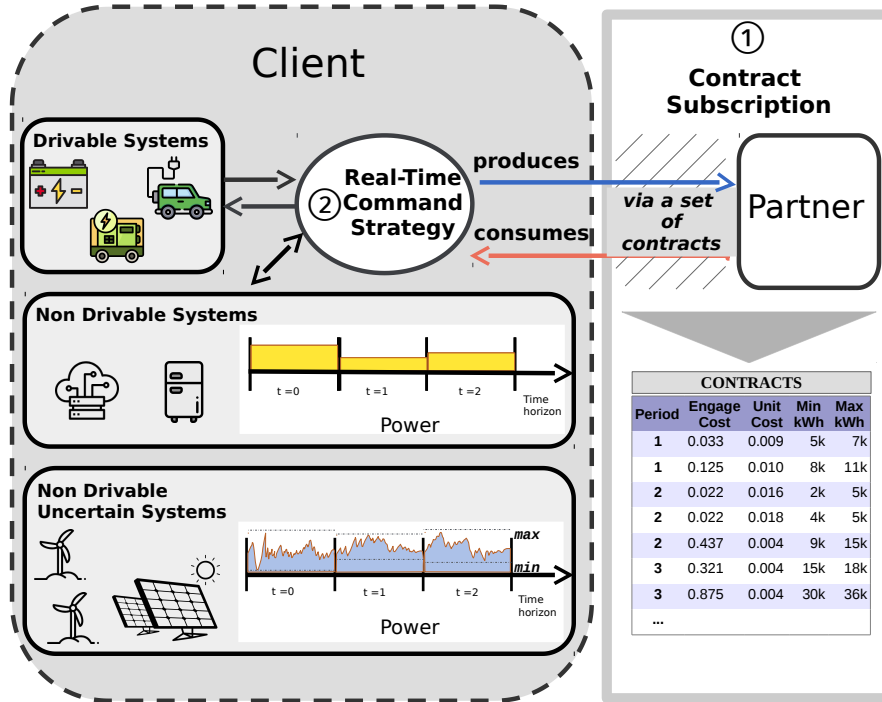 Client
Drivable Systems
②
Real-Time
Command
Strategy
produces
consumes
①
Contract
Subscription
via a set
of
contracts
Partner
Non Drivable Systems
t =0
t =1
t =2
Time
horizon
Power
Non Drivable
Uncertain Systems
max
min
t =0
t =1
t =2
Time
horizon
Power
CONTRACTS
Period Engage Cost Unit Cost Min kWh Max kWh
1 0.033 0.009 5k 7k
1 0.125 0.010 8k 11k
2 0.022 0.016 2k 5k
2 0.022 0.018 4k 5k
2 0.437 0.004 9k 15k
3 0.321 0.004 15k 18k
3 0.875 0.004 30k 36k
...